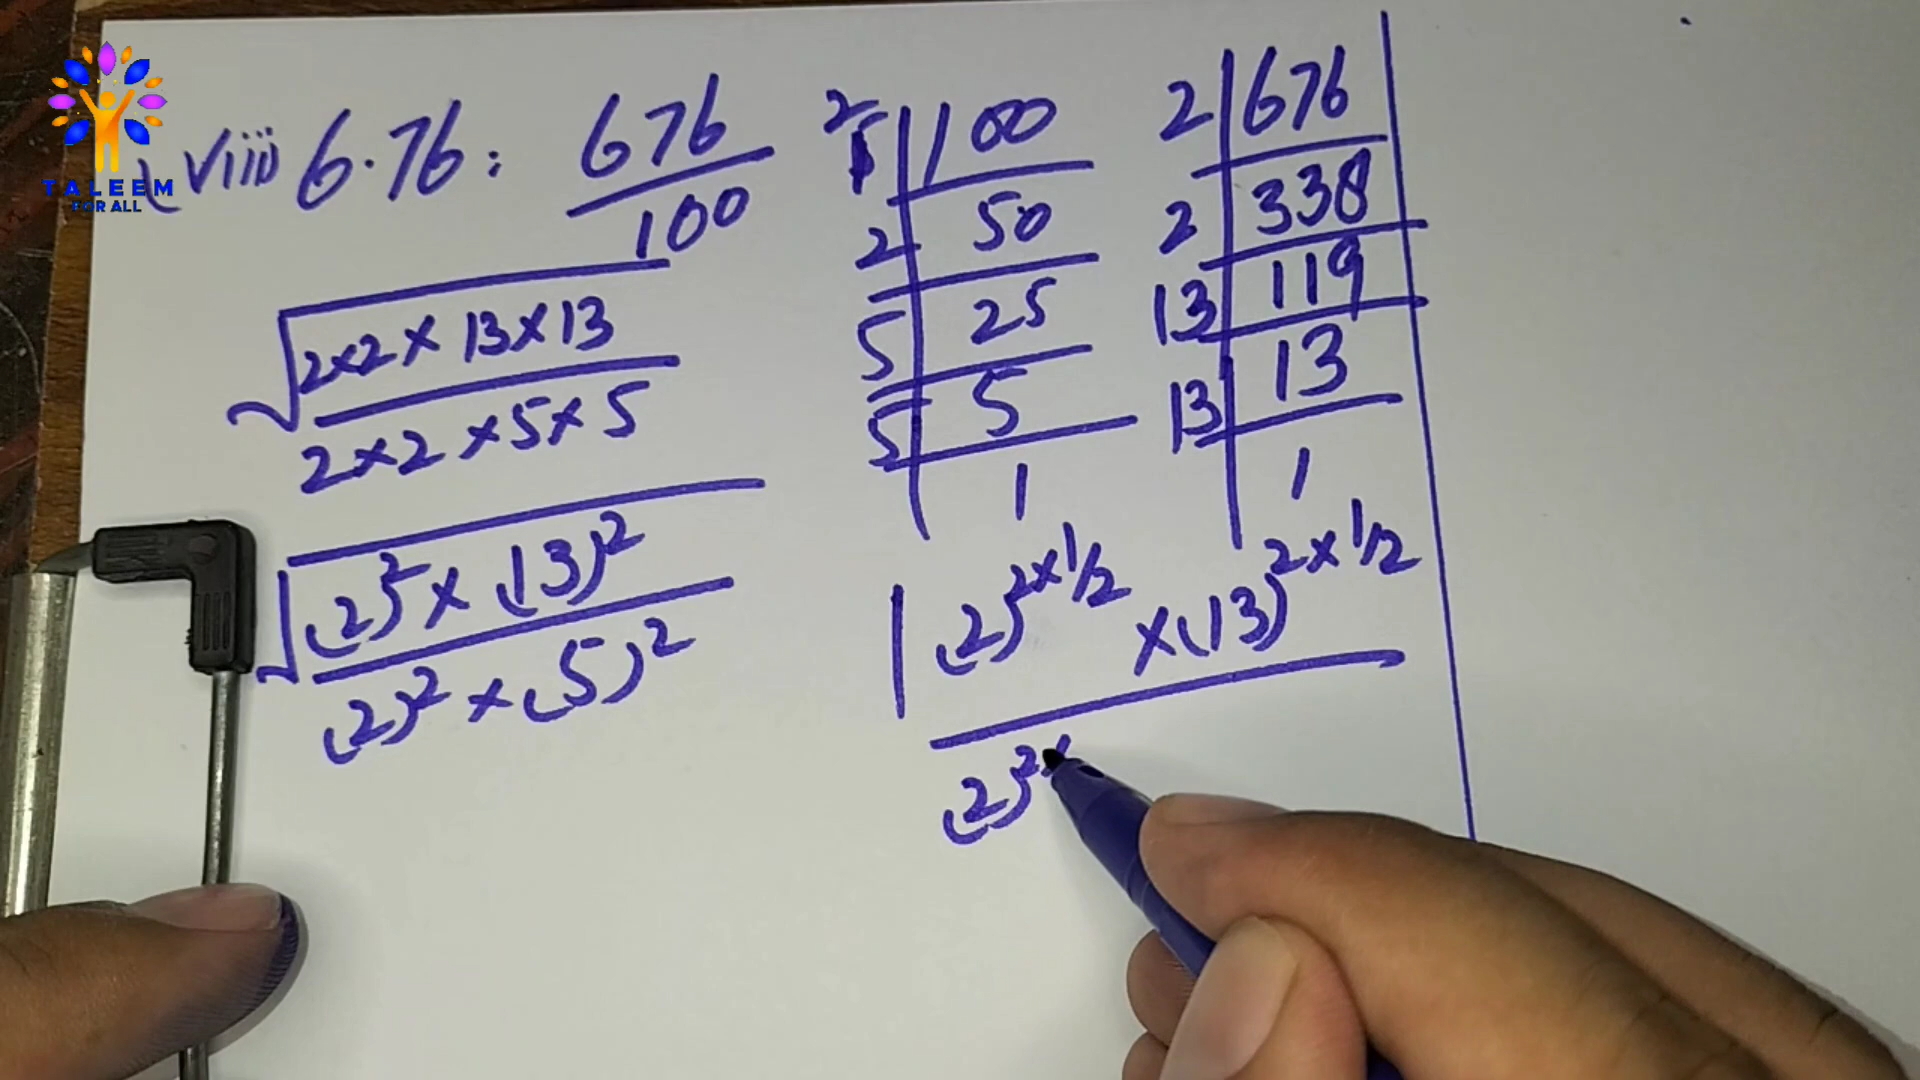 TALEEM
FOR ALL
(viii) 6.76: 676/100
√(2×2×13×13 / 2×2×5×5)
√((2)²×(13)² / (2)²×(5)²)
2 | 100
2 | 50
5 | 25
5 | 5
1
2 | 676
2 | 338
13 | 119
13 | 13
1
(2)^2×1/2 ×(13)^2×1/2
(2)^2×